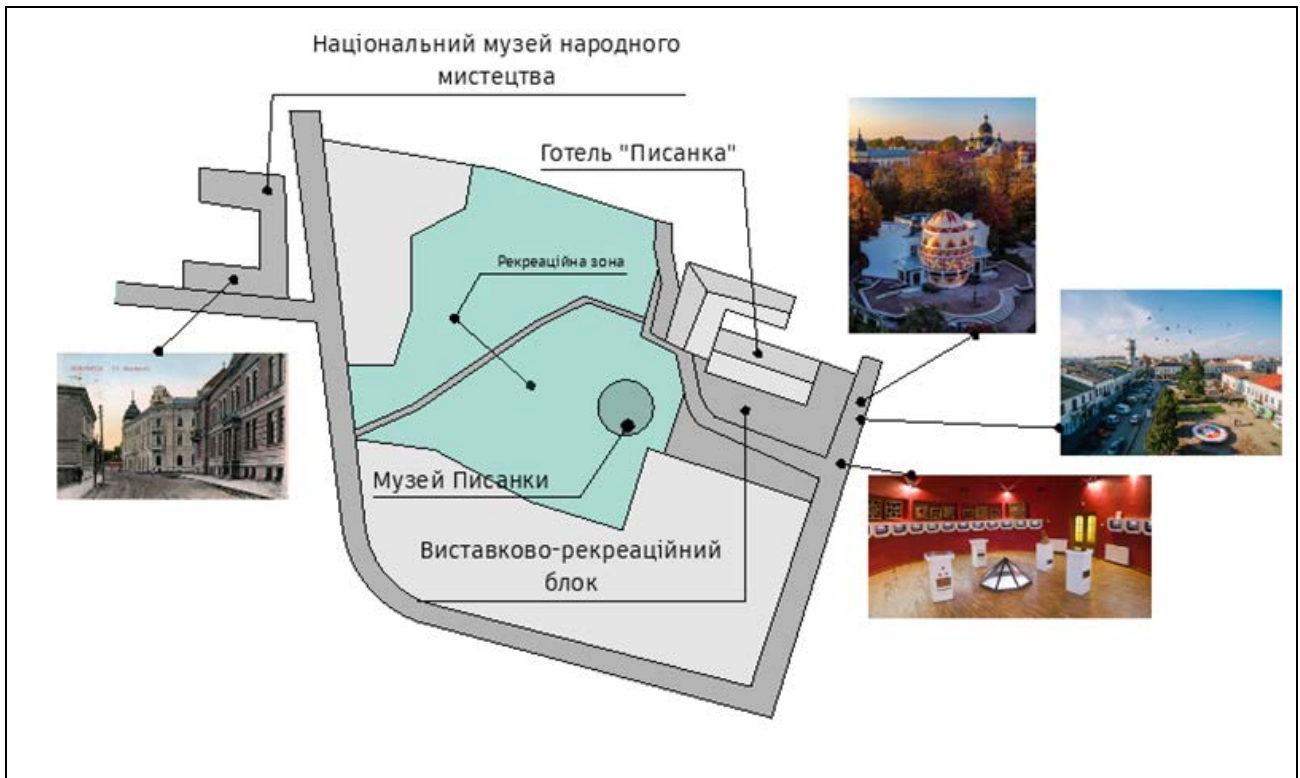 Національний музей народного
мистецтва
Готель "Писанка"
Рекреаційна зона
Музей Писанки
Виставково-рекреаційний
блок